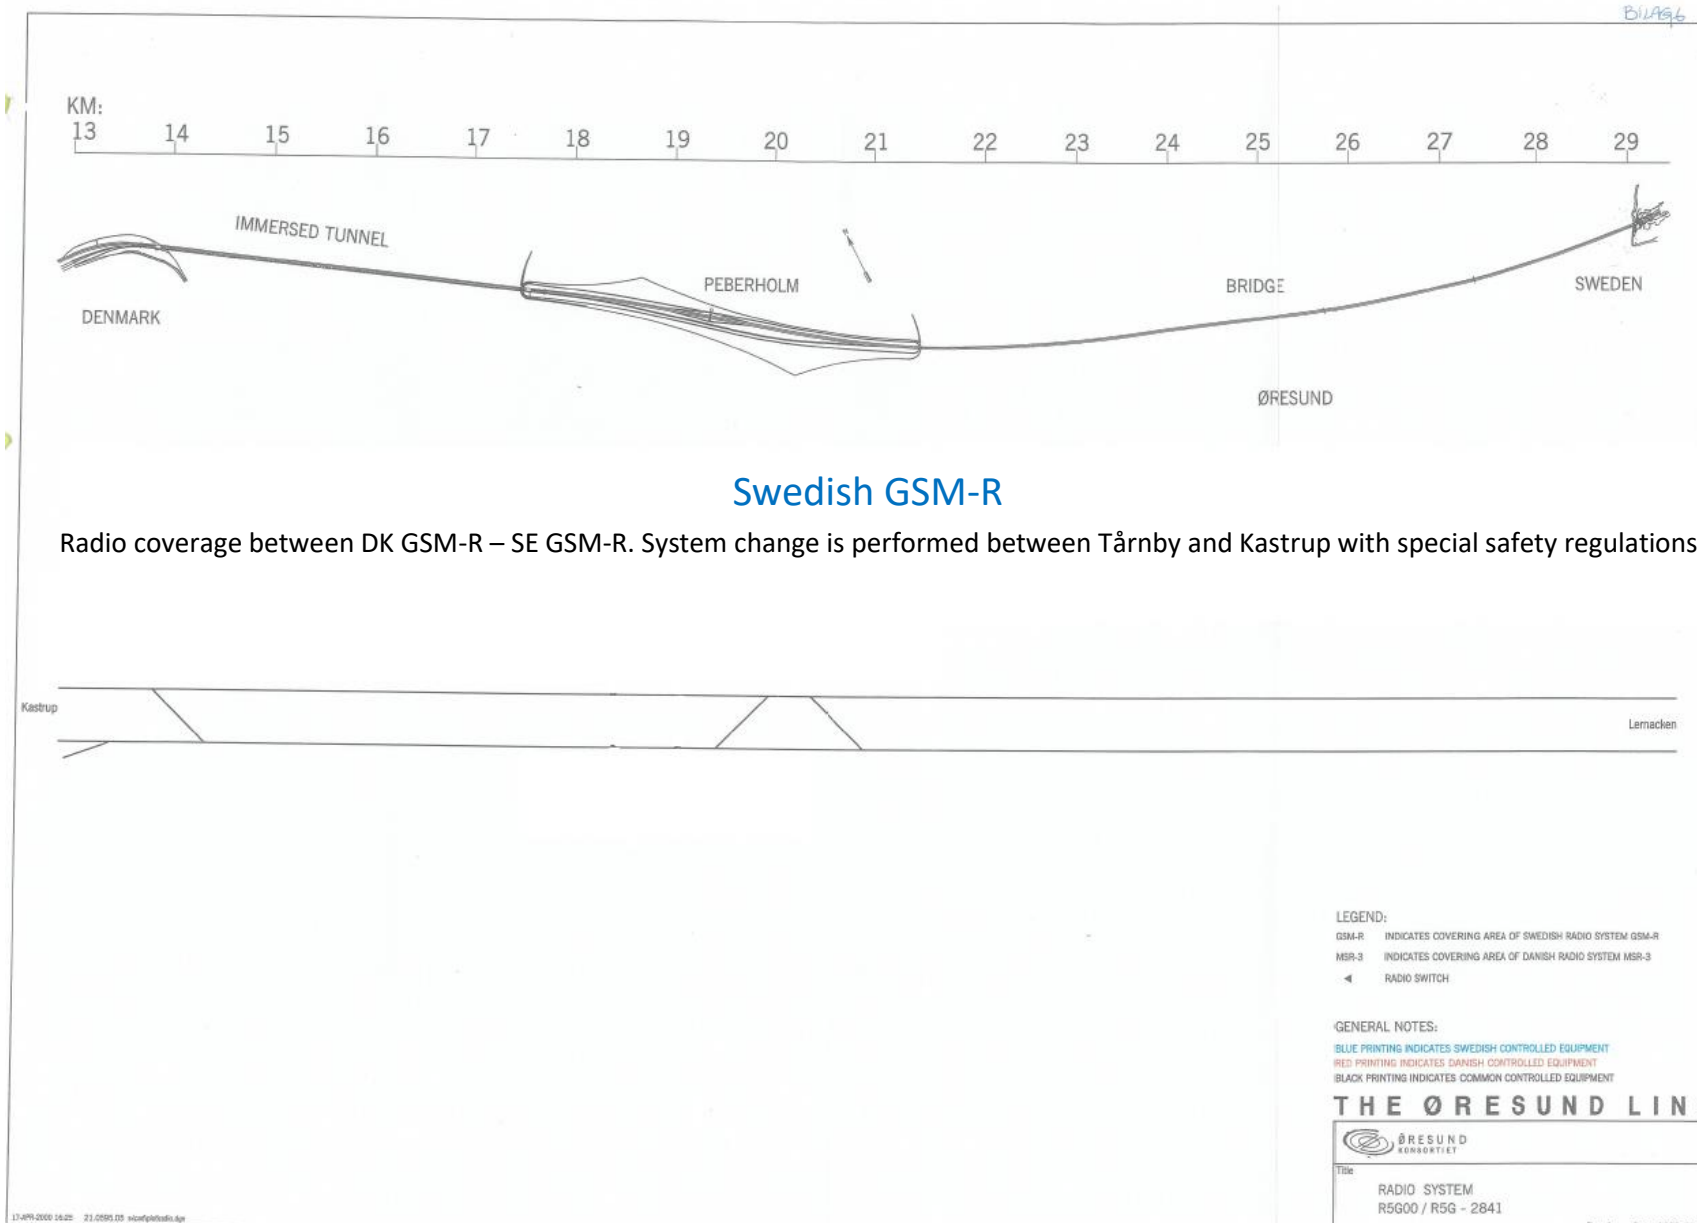 BILAG 6
KM:
13 14 15 16 17 18 19 20 21 22 23 24 25 26 27 28 29
IMMERSED TUNNEL
PEBERHOLM
BRIDGE
SWEDEN
DENMARK
ØRESUND
Swedish GSM-R
Radio coverage between DK GSM-R – SE GSM-R. System change is performed between Tårnby and Kastrup with special safety regulations
Kastrup
Lernacken
LEGEND:
GSM-R INDICATES COVERING AREA OF SWEDISH RADIO SYSTEM GSM-R
MSR-3 INDICATES COVERING AREA OF DANISH RADIO SYSTEM MSR-3
RADIO SWITCH
GENERAL NOTES:
BLUE PRINTING INDICATES SWEDISH CONTROLLED EQUIPMENT
RED PRINTING INDICATES DANISH CONTROLLED EQUIPMENT
BLACK PRINTING INDICATES COMMON CONTROLLED EQUIPMENT
THE ØRESUND LIN
ØRESUND
KONSORTIET
Title
RADIO SYSTEM
R5G00 / R5G - 2841
17-APR-2000 16:25